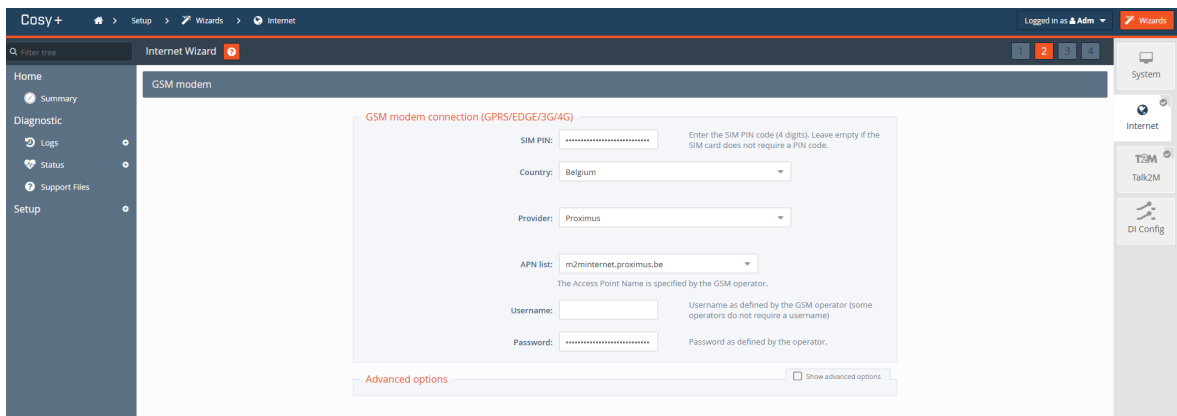 Cosy+ > Setup > Wizards > Internet Logged in as Adm Wizards
Filter tree
Internet Wizard ? 1 2 3 4
Home
Summary
Diagnostic
Logs
Status
Support Files
Setup
GSM modem
GSM modem connection (GPRS/EDGE/3G/4G)
SIM PIN: •••••••••••••••••••••••••••• Enter the SIM PIN code (4 digits). Leave empty if the
SIM card does not require a PIN code.
Country: Belgium
Provider: Proximus
APN list: m2minternet.proximus.be
The Access Point Name is specified by the GSM operator.
Username: Username as defined by the GSM operator (some
operators do not require a username)
Password: •••••••••••••••••••••••••••• Password as defined by the operator.
Advanced options Show advanced options
System
Internet
T2M
Talk2M
DI Config